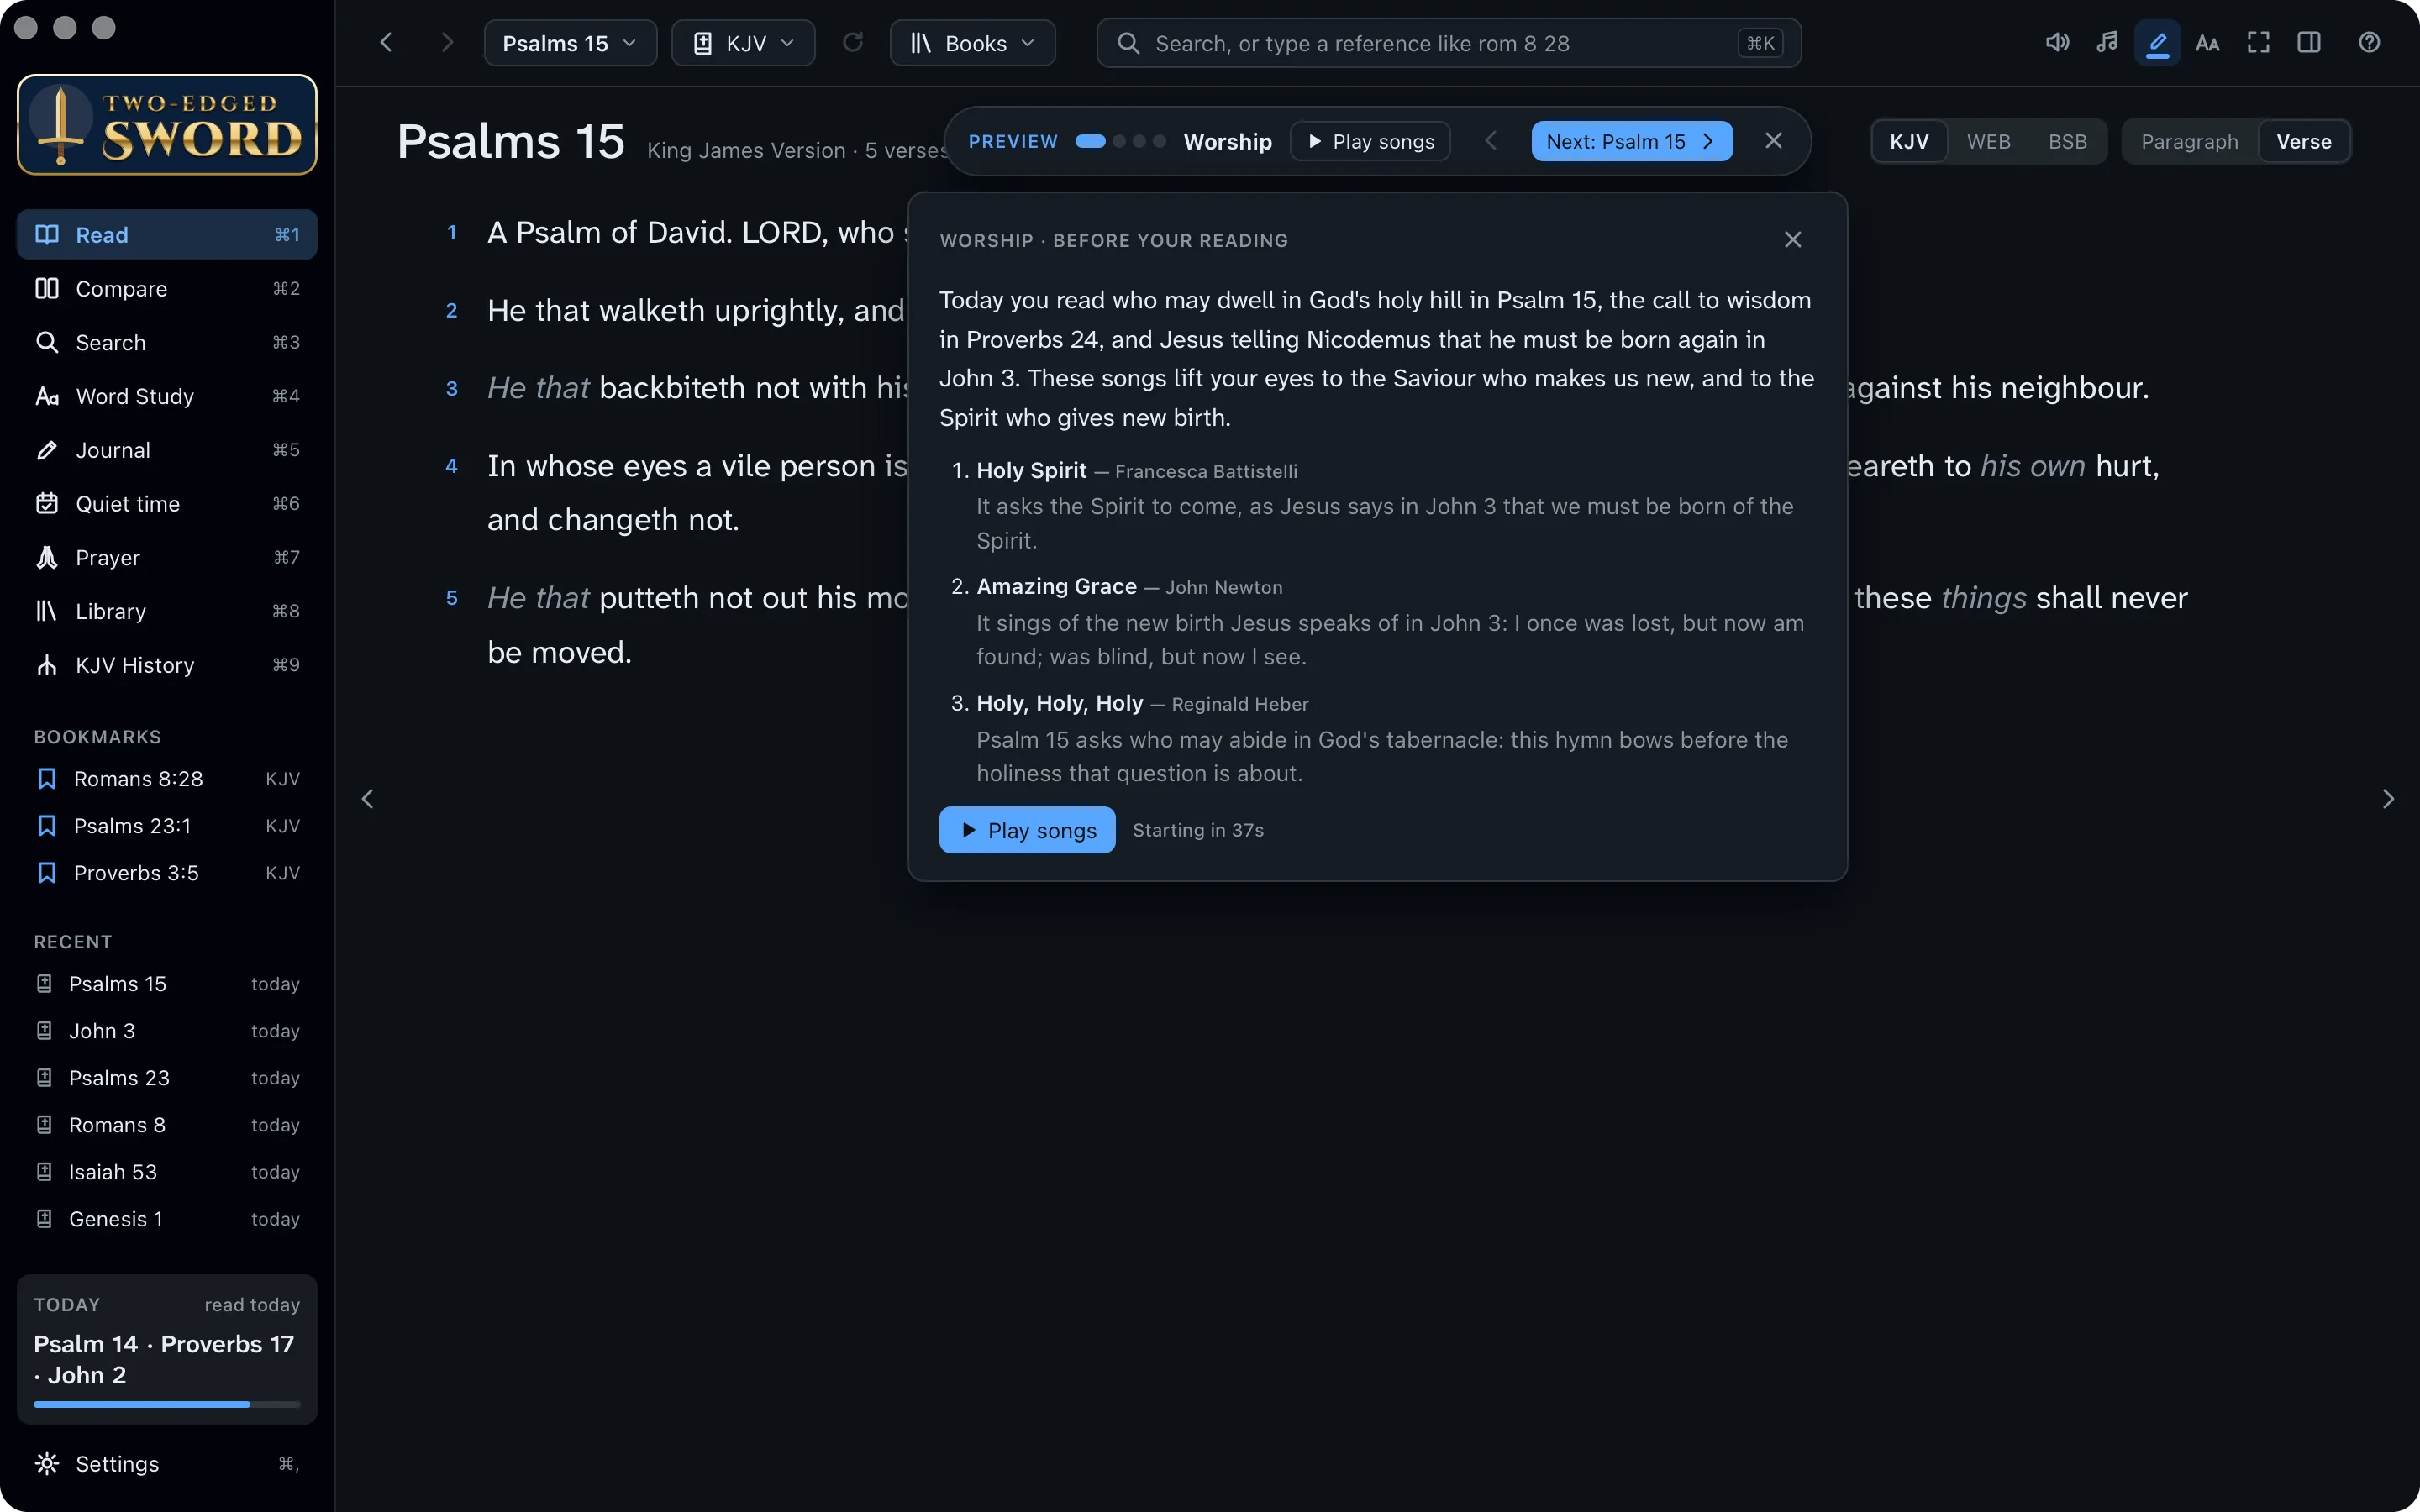 TWO-EDGED
SWORD
Read ⌘1
Compare ⌘2
Search ⌘3
Word Study ⌘4
Journal ⌘5
Quiet time ⌘6
Prayer ⌘7
Library ⌘8
KJV History ⌘9
BOOKMARKS
Romans 8:28 KJV
Psalms 23:1 KJV
Proverbs 3:5 KJV
RECENT
Psalms 15 today
John 3 today
Psalms 23 today
Romans 8 today
Isaiah 53 today
Genesis 1 today
TODAY read today
Psalm 14 · Proverbs 17
· John 2
Settings ⌘,
Psalms 15 KJV Books Search, or type a reference like rom 8 28 ⌘K
Psalms 15 King James Version · 5 verses
PREVIEW Worship Play songs Next: Psalm 15
KJV WEB BSB Paragraph Verse
1 A Psalm of David. LORD, who
2 He that walketh uprightly, and
3 He that backbiteth not with his against his neighbour.
4 In whose eyes a vile person is eareth to his own hurt,
and changeth not.
5 He that putteth not out his mo these things shall never
be moved.
WORSHIP · BEFORE YOUR READING
Today you read who may dwell in God's holy hill in Psalm 15, the call to wisdom
in Proverbs 24, and Jesus telling Nicodemus that he must be born again in
John 3. These songs lift your eyes to the Saviour who makes us new, and to the
Spirit who gives new birth.
1. Holy Spirit — Francesca Battistelli
It asks the Spirit to come, as Jesus says in John 3 that we must be born of the
Spirit.
2. Amazing Grace — John Newton
It sings of the new birth Jesus speaks of in John 3: I once was lost, but now am
found; was blind, but now I see.
3. Holy, Holy, Holy — Reginald Heber
Psalm 15 asks who may abide in God's tabernacle: this hymn bows before the
holiness that question is about.
Play songs Starting in 37s